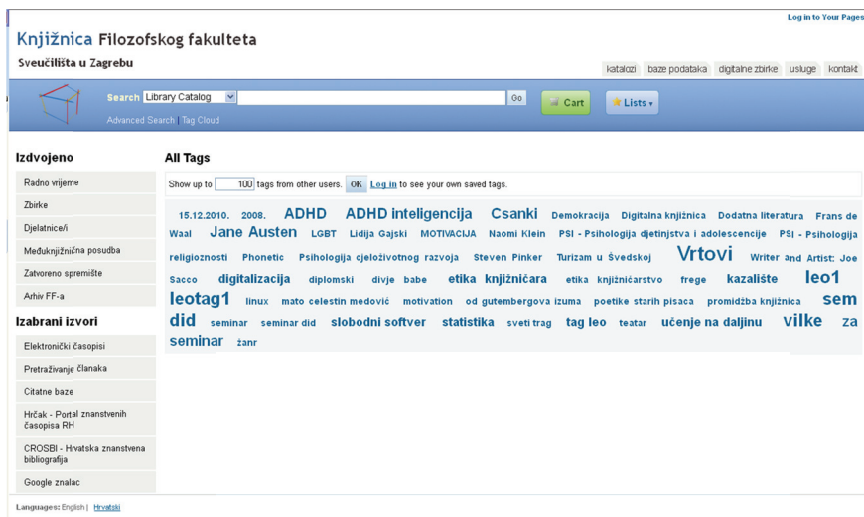 Log in to Your Pages
Knjižnica Filozofskog fakulteta
Sveučilišta u Zagrebu
katalozi baze podataka digitalne zbirke usluge kontakt
Search Library Catalog Go Cart Lists
Advanced Search | Tag Cloud
Izdvojeno
Radno vrijeme
Zbirke
Djelatnice/i
Međuknjižnična posudba
Zatvoreno spremište
Arhiv FF-a
Izabrani izvori
Elektronički časopisi
Pretraživanje članaka
Citatne baze
Hrčak - Portal znanstvenih
časopisa RH
CROSBI - Hrvatska znanstvena
bibliografija
Google znalac
All Tags
Show up to 100 tags from other users. OK Log in to see your own saved tags.
15.12.2010. 2008. ADHD ADHD inteligencija Csanki Demokracija Digitalna knjižnica Dodatna literatura Frans de
Waal Jane Austen LGBT Lidija Gajski MOTIVACIJA Naomi Klein PSI - Psihologija djetinjstva i adolescencije PSI - Psihologija
religioznosti Phonetic Psihologija cjeloživotnog razvoja Steven Pinker Turizam u Švedskoj Vrtovi Writer and Artist: Joe
Sacco digitalizacija diplomski divje babe etika knjižničara etika knjižničarstvo frege kazalište leo1
leotag1 linux mato celestin medović motivation od gutembergova izuma poetike starih pisaca promidžba knjižnica sem
did seminar seminar did slobodni softver statistika sveti trag tag leo teatar učenje na daljinu vilke za
seminar žanr
Languages: English | Hrvatski